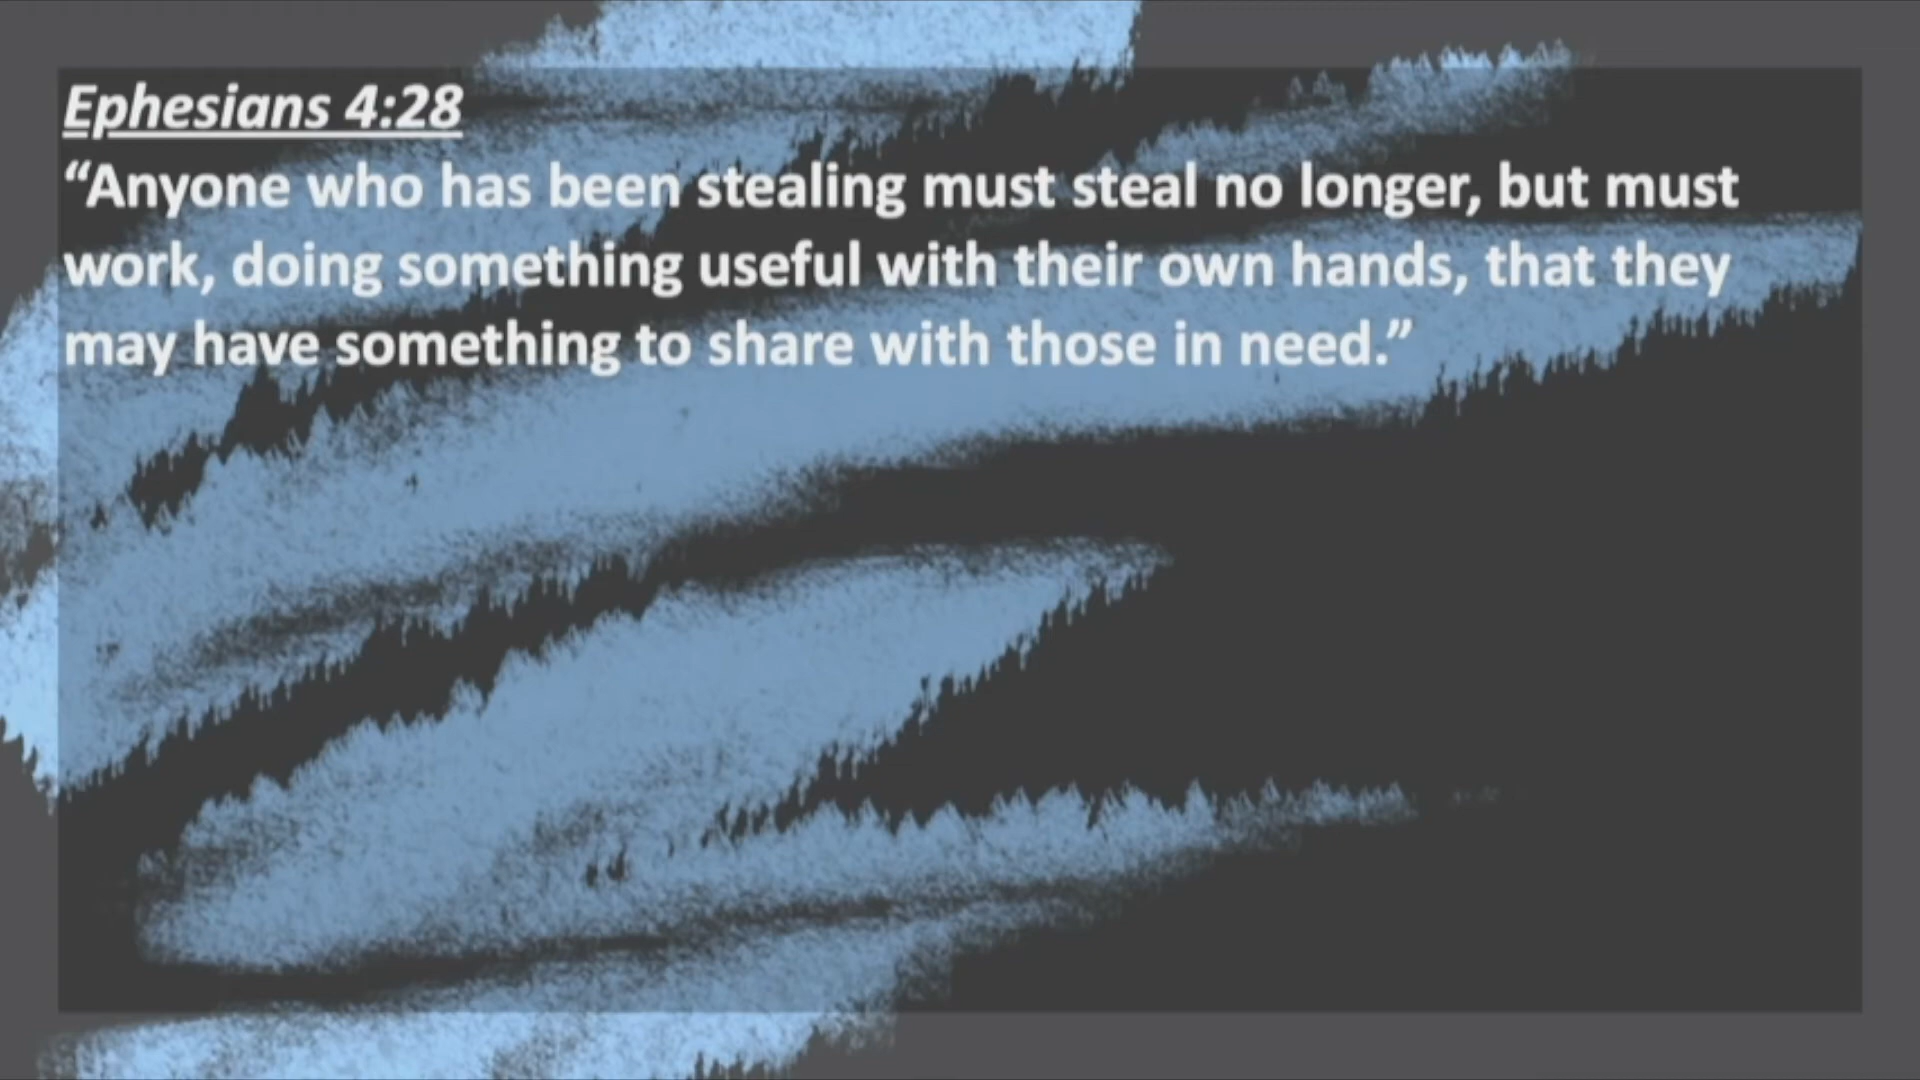 Ephesians 4:28
“Anyone who has been stealing must steal no longer, but must
work, doing something useful with their own hands, that they
may have something to share with those in need.”